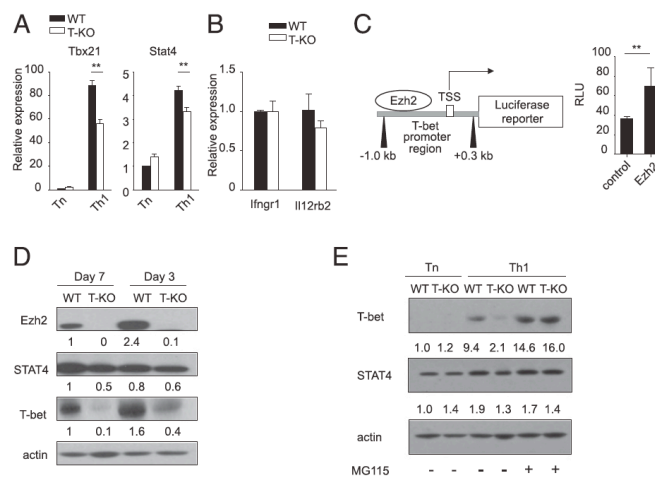 A
WT
T-KO
Tbx21
Stat4
Relative expression
100
80
60
40
20
0
**
Tn
Th1
5
4
3
2
1
0
**
Tn
Th1
B
WT
T-KO
Relative expression
1.5
1.0
0.5
0
Ifngr1
Il12rb2
C
Ezh2
TSS
T-bet
promoter
region
Luciferase
reporter
-1.0 kb
+0.3 kb
RLU
100
80
60
40
20
0
**
control
Ezh2
D
Day 7 Day 3
WT T-KO WT T-KO
Ezh2
1 0 2.4 0.1
STAT4
1 0.5 0.8 0.6
T-bet
1 0.1 1.6 0.4
actin
E
Tn Th1
WT T-KO WT T-KO WT T-KO
T-bet
1.0 1.2 9.4 2.1 14.6 16.0
STAT4
1.0 1.4 1.9 1.3 1.7 1.4
actin
MG115 - - - - + +